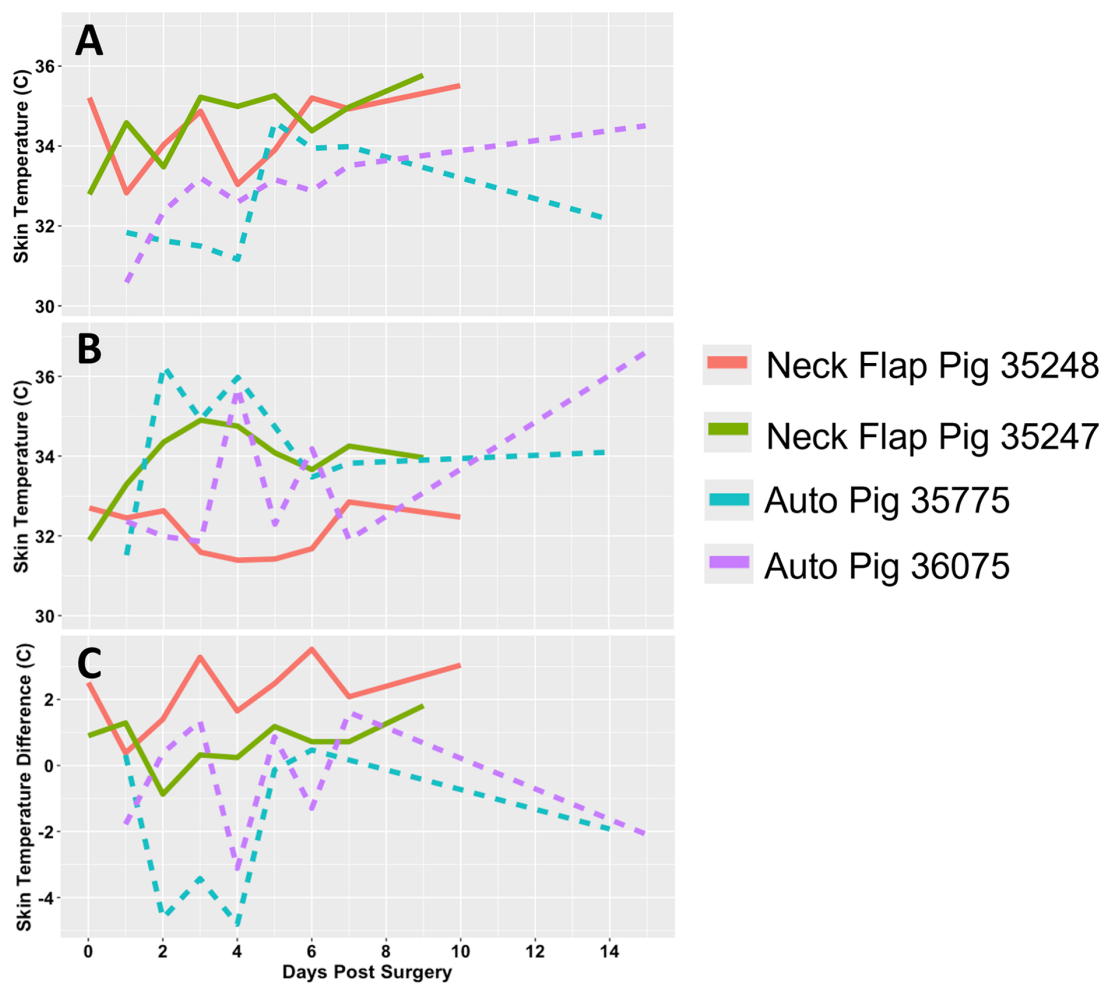 A
Skin Temperature (C)
36
34
32
30
B
Skin Temperature (C)
36
34
32
30
C
Skin Temperature Difference (C)
2
0
-2
-4
0 2 4 6 8 10 12 14
Days Post Surgery
Neck Flap Pig 35248
Neck Flap Pig 35247
Auto Pig 35775
Auto Pig 36075